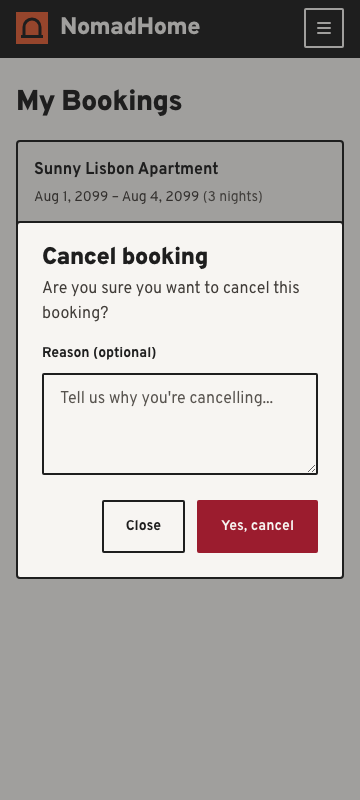 NomadHome
My Bookings
Sunny Lisbon Apartment
Aug 1, 2099 – Aug 4, 2099 (3 nights)
Cancel booking
Are you sure you want to cancel this
booking?
Reason (optional)
Tell us why you're cancelling...
Close
Yes, cancel